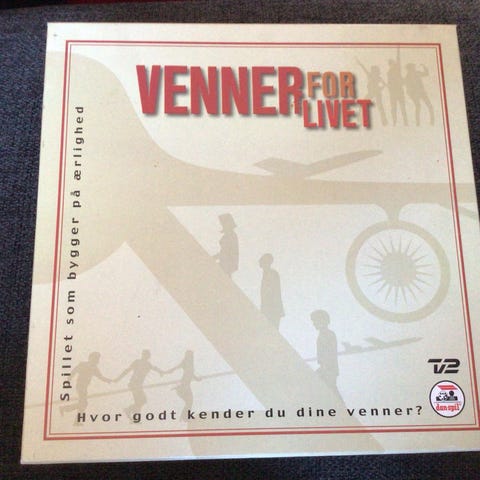 VENNER FOR LIVET
Spillet som bygger på ærlighed
TV2
dan-spil
Hvor godt kender du dine venner?